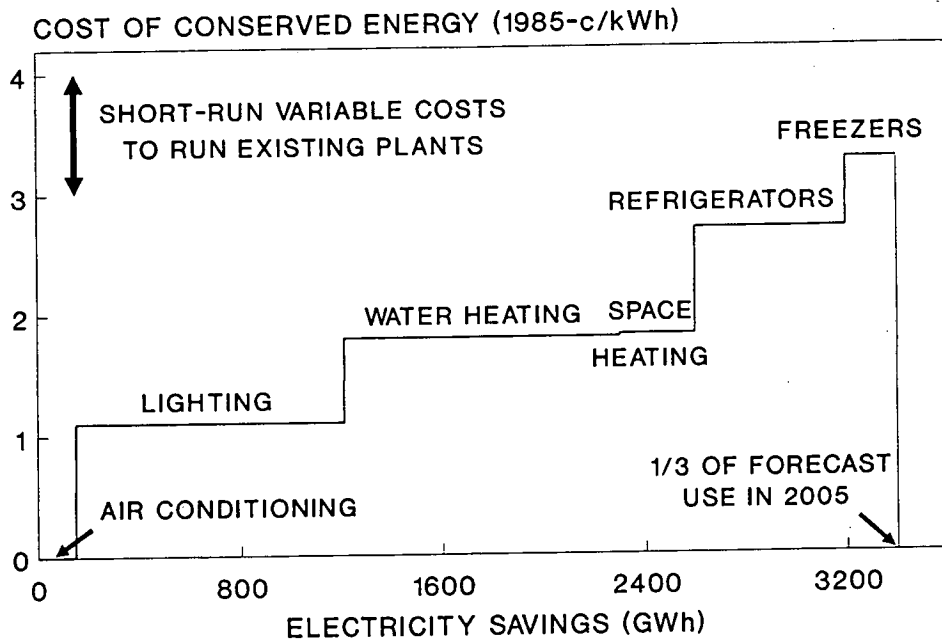 COST OF CONSERVED ENERGY (1985-c/kWh)
4
SHORT-RUN VARIABLE COSTS
TO RUN EXISTING PLANTS
FREEZERS
3
REFRIGERATORS
2
WATER HEATING
SPACE
HEATING
LIGHTING
1
1/3 OF FORECAST
USE IN 2005
AIR CONDITIONING
0
0 800 1600 2400 3200
ELECTRICITY SAVINGS (GWh)